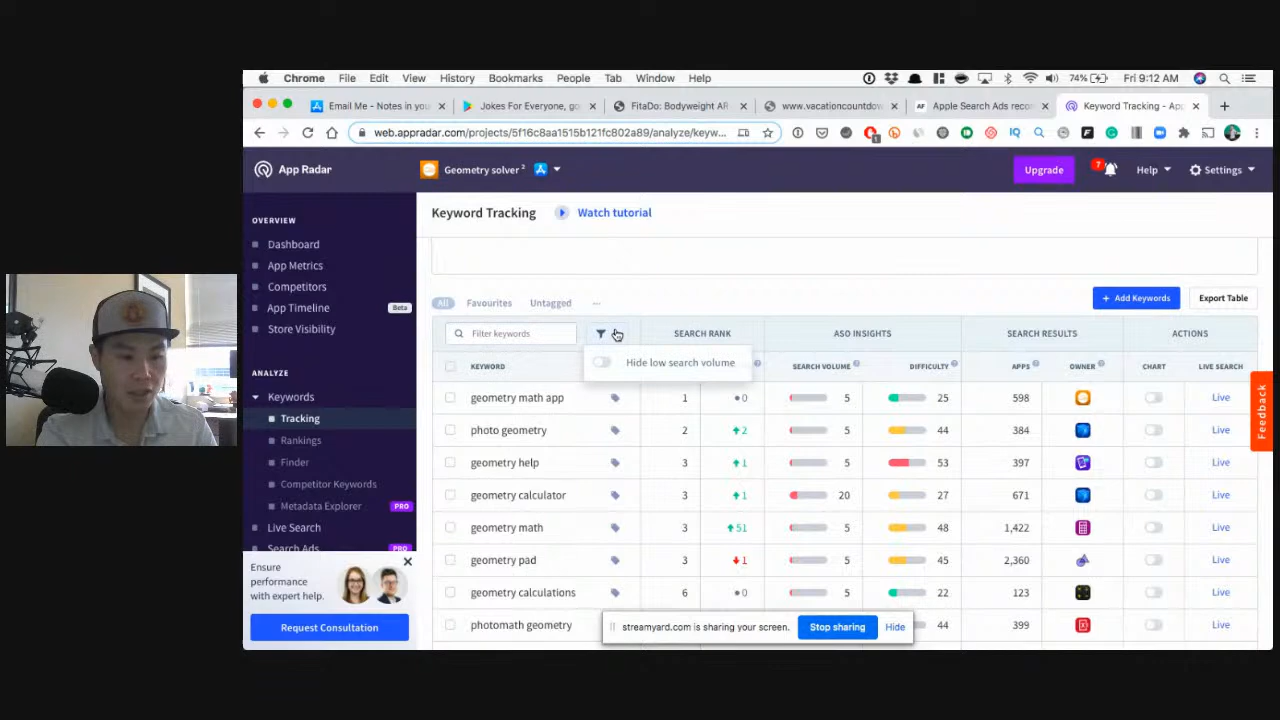 Chrome File Edit View History Bookmarks People Tab Window Help 74% Fri 9:12 AM
Email Me - Notes in you × Jokes For Everyone, go × FitaDo: Bodyweight AR × www.vacationcountdow × Apple Search Ads reco × Keyword Tracking - Ap × +
web.appradar.com/projects/5f16c8aa1515b121fc802a89/analyze/keyw...
App Radar
Geometry solver ²
Upgrade
7
Help
Settings
OVERVIEW
Dashboard
App Metrics
Competitors
App Timeline Beta
Store Visibility
ANALYZE
Keywords
Tracking
Rankings
Finder
Competitor Keywords
Metadata Explorer PRO
Live Search
Search Ads PRO
Ensure
performance
with expert help.
Request Consultation
Keyword Tracking Watch tutorial
All Favourites Untagged ...
+ Add Keywords Export Table
Filter keywords SEARCH RANK ASO INSIGHTS SEARCH RESULTS ACTIONS
Hide low search volume
KEYWORD SEARCH VOLUME DIFFICULTY APPS OWNER CHART LIVE SEARCH
geometry math app 1 0 5 25 598 Live
photo geometry 2 2 5 44 384 Live
geometry help 3 1 5 53 397 Live
geometry calculator 3 1 20 27 671 Live
geometry math 3 51 5 48 1,422 Live
geometry pad 3 1 5 45 2,360 Live
geometry calculations 6 0 5 22 123 Live
photomath geometry 44 399 Live
streamyard.com is sharing your screen. Stop sharing Hide
Feedback